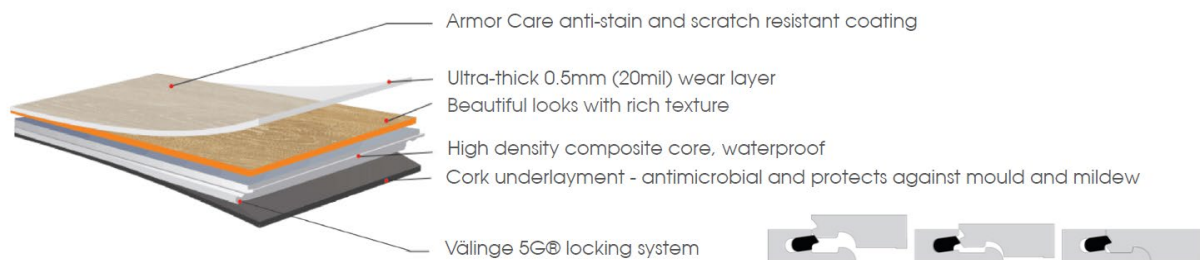 Armor Care anti-stain and scratch resistant coating
Ultra-thick 0.5mm (20mil) wear layer
Beautiful looks with rich texture
High density composite core, waterproof
Cork underlayment - antimicrobial and protects against mould and mildew
Välinge 5G® locking system